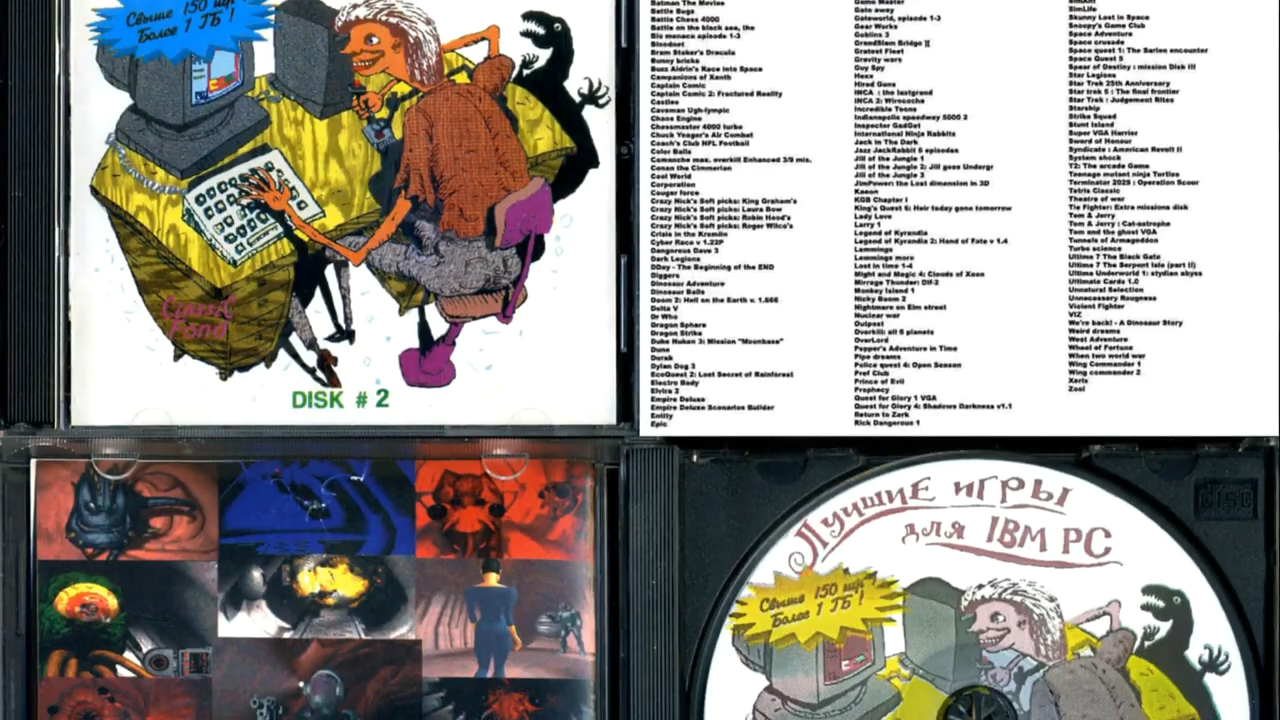 Свыше 150 шт.
Более 1 ГБ!
DISK # 2
Batman The Movies
Battle Bugs
Battle Chess 4000
Battle on the black sea, the
Bio menace apisode 1-3
Bloodnet
Bram Stoker's Dracula
Bunny bricks
Buzz Aldrin's Race into Space
Campanions of Xanth
Captain Comic
Captain Comic 2: Fractured Reality
Castles
Caveman Ugh-lympic
Chaos Engine
Chessmaster 4000 turbo
Chuck Yeager's Air Combat
Coach's Club NFL Football
Color Balls
Comanche max. overkill Enhanced 3/9 mis.
Conan the Cimmerian
Cool World
Corporation
Couger force
Crazy Nick's Soft picks: King Graham's
Crazy Nick's Soft picks: Laura Bow
Crazy Nick's Soft picks: Robin Hood's
Crazy Nick's Soft picks: Roger Wilco's
Crisis in the Kremlin
Cyber Race v 1.22P
Dangerous Dave 3
Dark Legions
DDay - The Beginning of the END
Diggers
Dinosaur Adventure
Dinosaur Balls
Doom 2: Hell on the Earth v. 1.666
Delta V
Dr Who
Dragon Sphere
Dragon Strike
Duke Nukan 3: Mission "Moonbase"
Dune
Durak
Dylan Dog 3
EcoQuest 2: Lost Secret of Rainforest
Electro Body
Elvira 2
Empire Deluxe
Empire Deluxe Scenarios Builder
Entity
Epic
Game Master
Gate away
Gateworld, episode 1-3
Gear Works
Goblins 3
GrandSlam Bridge II
Gratest Fleet
Gravity wars
Guy Spy
Hexx
Hired Guns
INCA : the lastgrand
INCA 2: Wirococha
Incredible Toons
Indianapolis speedway 5000 2
Inspector GadGet
International Ninja Rabbits
Jack in The Dark
Jazz JackRabbit 6 episodes
Jill of the Jungle 1
Jill of the Jungle 2: Jill goes Undergr
Jill of the Jungle 3
JimPower: the Lost dimension in 3D
Kaeon
KGB Chapter I
King's Quest 6: Heir today gone tomorrow
Lady Love
Larry 1
Legend of Kyrandia
Legend of Kyrandia 2: Hand of Fate v 1.4
Lemmings
Lemmings more
Lost in time 1-4
Might and Magic 4: Clouds of Xeen
Mirrage Thunder: Dif-2
Monkey Island 1
Nicky Boom 2
Nightmare on Elm street
Nuclear war
Outpost
Overkill: all 6 planets
OverLord
Pepper's Adventure in Time
Pipe dreams
Police quest 4: Open Season
Pref Club
Prince of Evil
Prophecy
Quest for Glory 1 VGA
Quest for Glory 4: Shadows Darkness v1.1
Return to Zork
Rick Dangerous 1
SimAnt
SimLife
Skunny Lost in Space
Snoopy's Game Club
Space Adventure
Space crusade
Space quest 1: The Sarien encounter
Space Quest 5
Spear of Destiny : mission Disk III
Star Legions
Star Trek 25th Anniversary
Star trek 5 : The final frontier
Star Trek : Judgement Rites
Starship
Strike Squad
Stunt Island
Super VGA Harrier
Sword of Honour
Syndicate : American Revolt II
System shock
T2: The arcade Game
Teenage mutant ninja Turtles
Terminator 2029 : Operation Scour
Tetris Classic
Theatre of war
Tie Fighter: Extra missions disk
Tom & Jerry
Tom & Jerry : Cat-astrophe
Tom and the ghost VGA
Tunnels of Armageddon
Turbo science
Ultima 7 The Black Gate
Ultima 7 The Serpent Isle (part II)
Ultima Underworld 1: stydian abyss
Ultimate Cards 1.0
Unnatural Selection
Unnacessary Rougness
Violent Fighter
VIZ
We're back! - A Dinosaur Story
Weird dreams
West Adventure
Wheel of Fortune
When two world war
Wing Commander 1
Wing commander 2
Xerix
Zool
Лучшие игры
для IBM PC
Свыше 150 шт.
Более 1 ГБ!